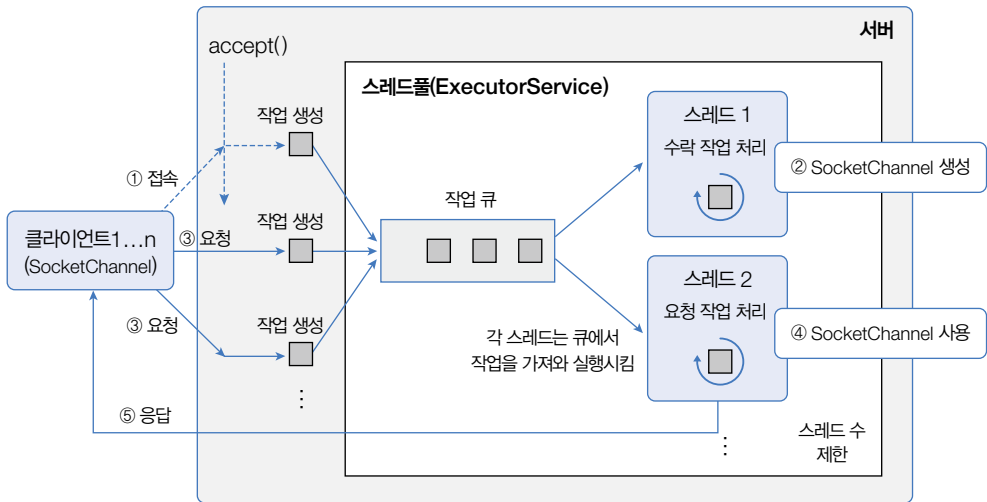 서버
accept()
스레드풀(ExecutorService)
작업 생성
스레드 1
수락 작업 처리
② SocketChannel 생성
① 접속
작업 큐
클라이언트1…n
(SocketChannel)
③ 요청
작업 생성
스레드 2
요청 작업 처리
④ SocketChannel 사용
③ 요청
작업 생성
각 스레드는 큐에서
작업을 가져와 실행시킴
⋮
⑤ 응답
⋮
스레드 수
제한